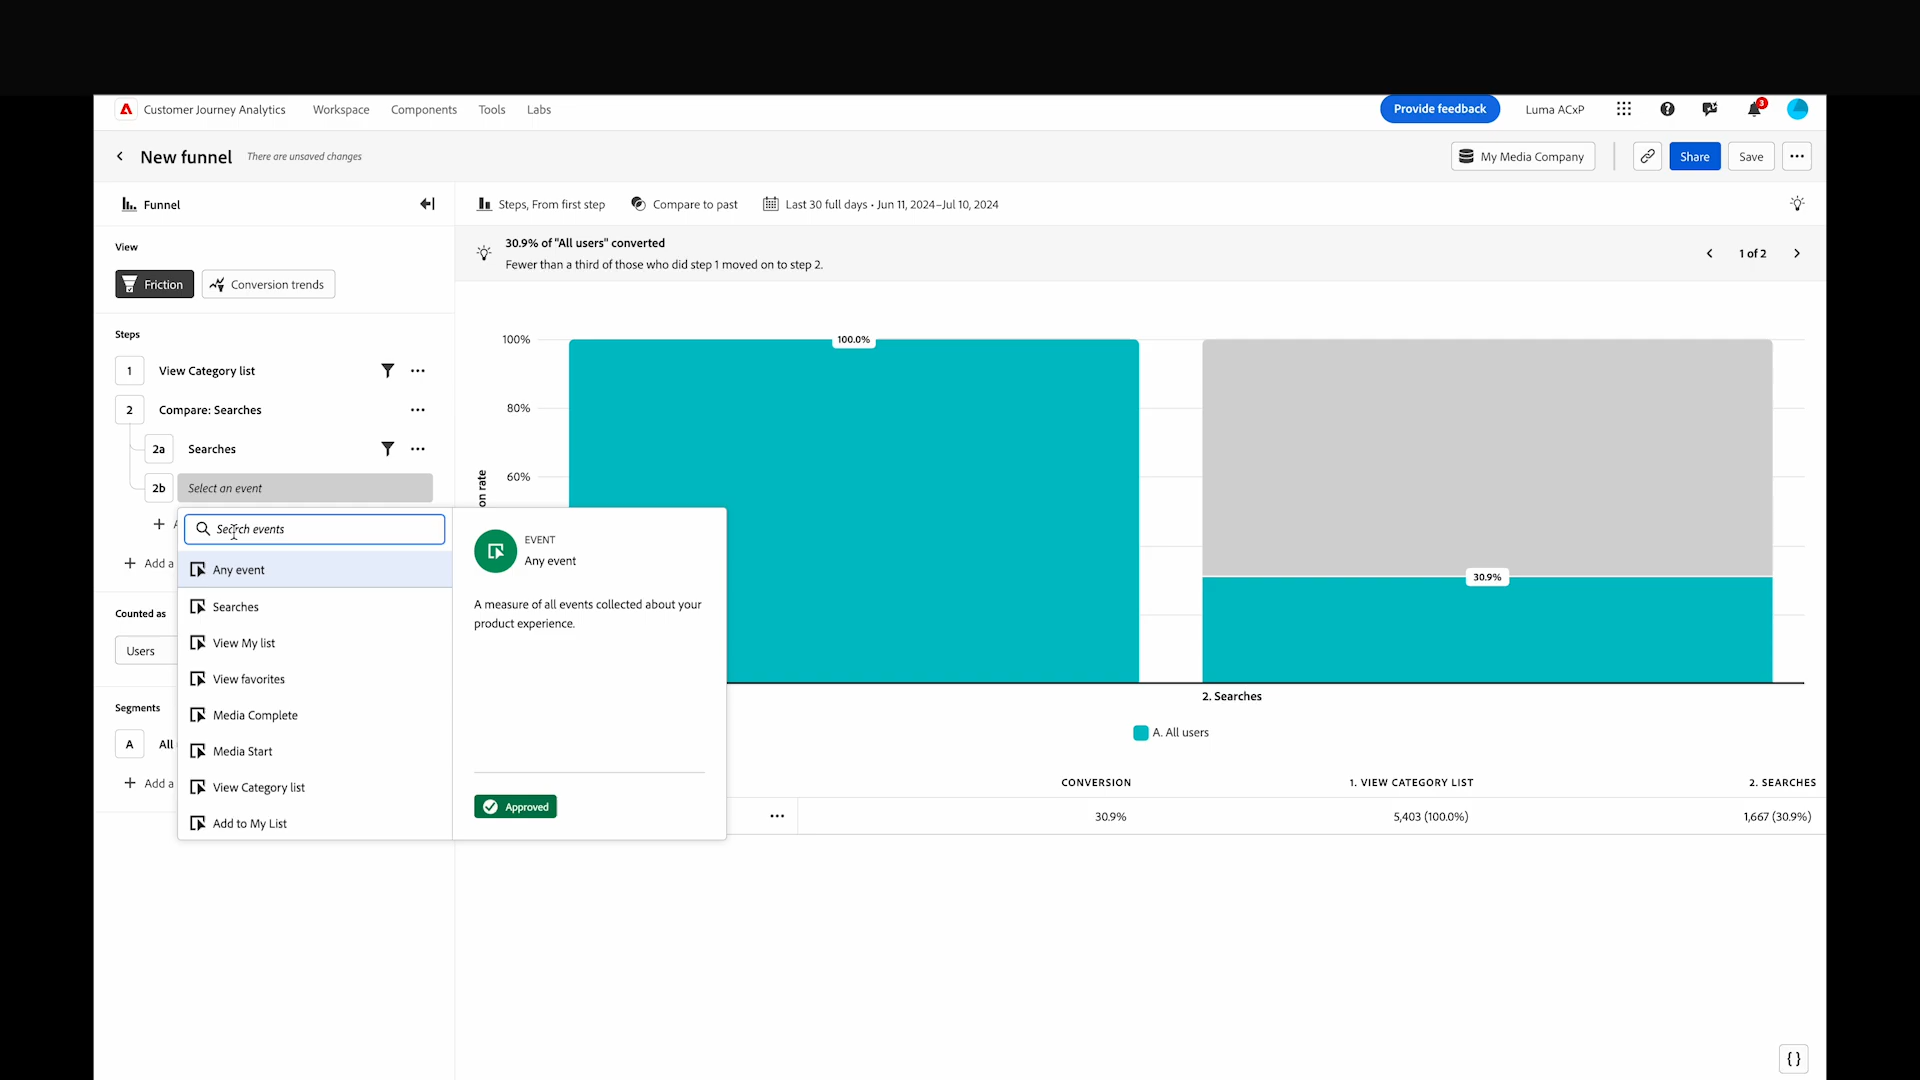 Customer Journey Analytics Workspace Components Tools Labs Provide feedback Luma ACxP 3
New funnel There are unsaved changes My Media Company Share Save
Funnel Steps, From first step Compare to past Last 30 full days • Jun 11, 2024–Jul 10, 2024
View
Friction Conversion trends
30.9% of "All users" converted
Fewer than a third of those who did step 1 moved on to step 2.
1 of 2
Steps
1 View Category list
2 Compare: Searches
2a Searches
2b Select an event
Search events
Any event
Searches
View My list
View favorites
Media Complete
Media Start
View Category list
Add to My List
EVENT
Any event
A measure of all events collected about your
product experience.
Approved
Add a
Counted as
Users
Segments
A All
Add a
100%
80%
60%
on rate
100.0%
30.9%
2. Searches
A. All users
CONVERSION 1. VIEW CATEGORY LIST 2. SEARCHES
30.9% 5,403 (100.0%) 1,667 (30.9%)
{}